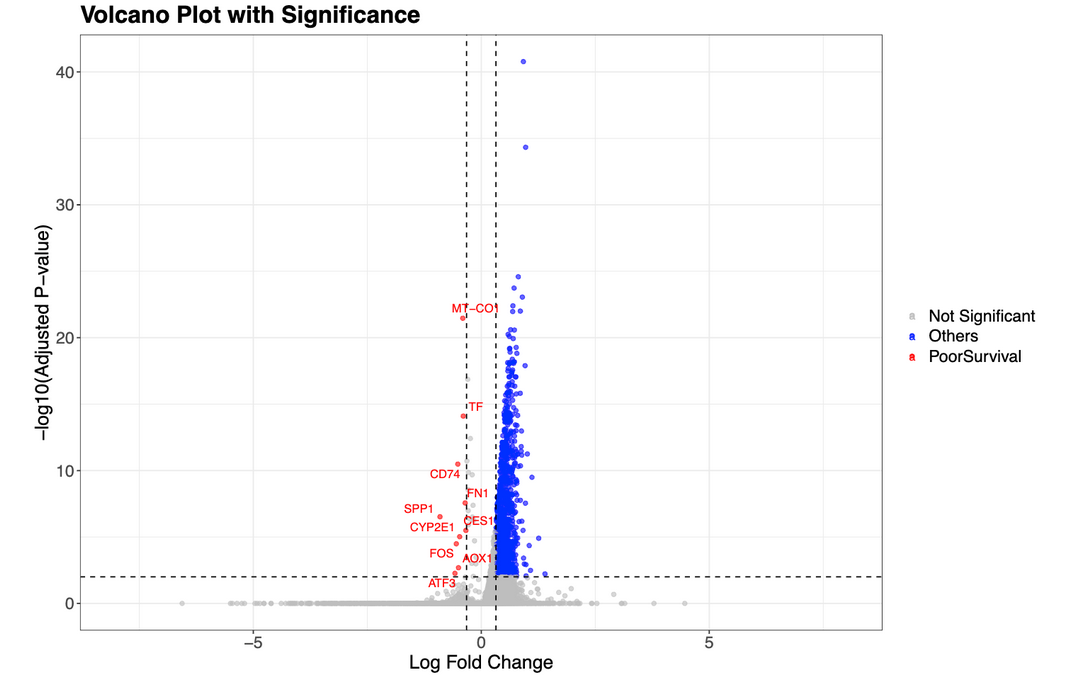 Volcano Plot with Significance
−log10(Adjusted P−value)
40
30
20
10
0
MT−CO1
TF
CD74
FN1
SPP1
CES1
CYP2E1
FOS
AOX1
ATF3
−5
0
5
Log Fold Change
a Not Significant
a Others
a PoorSurvival